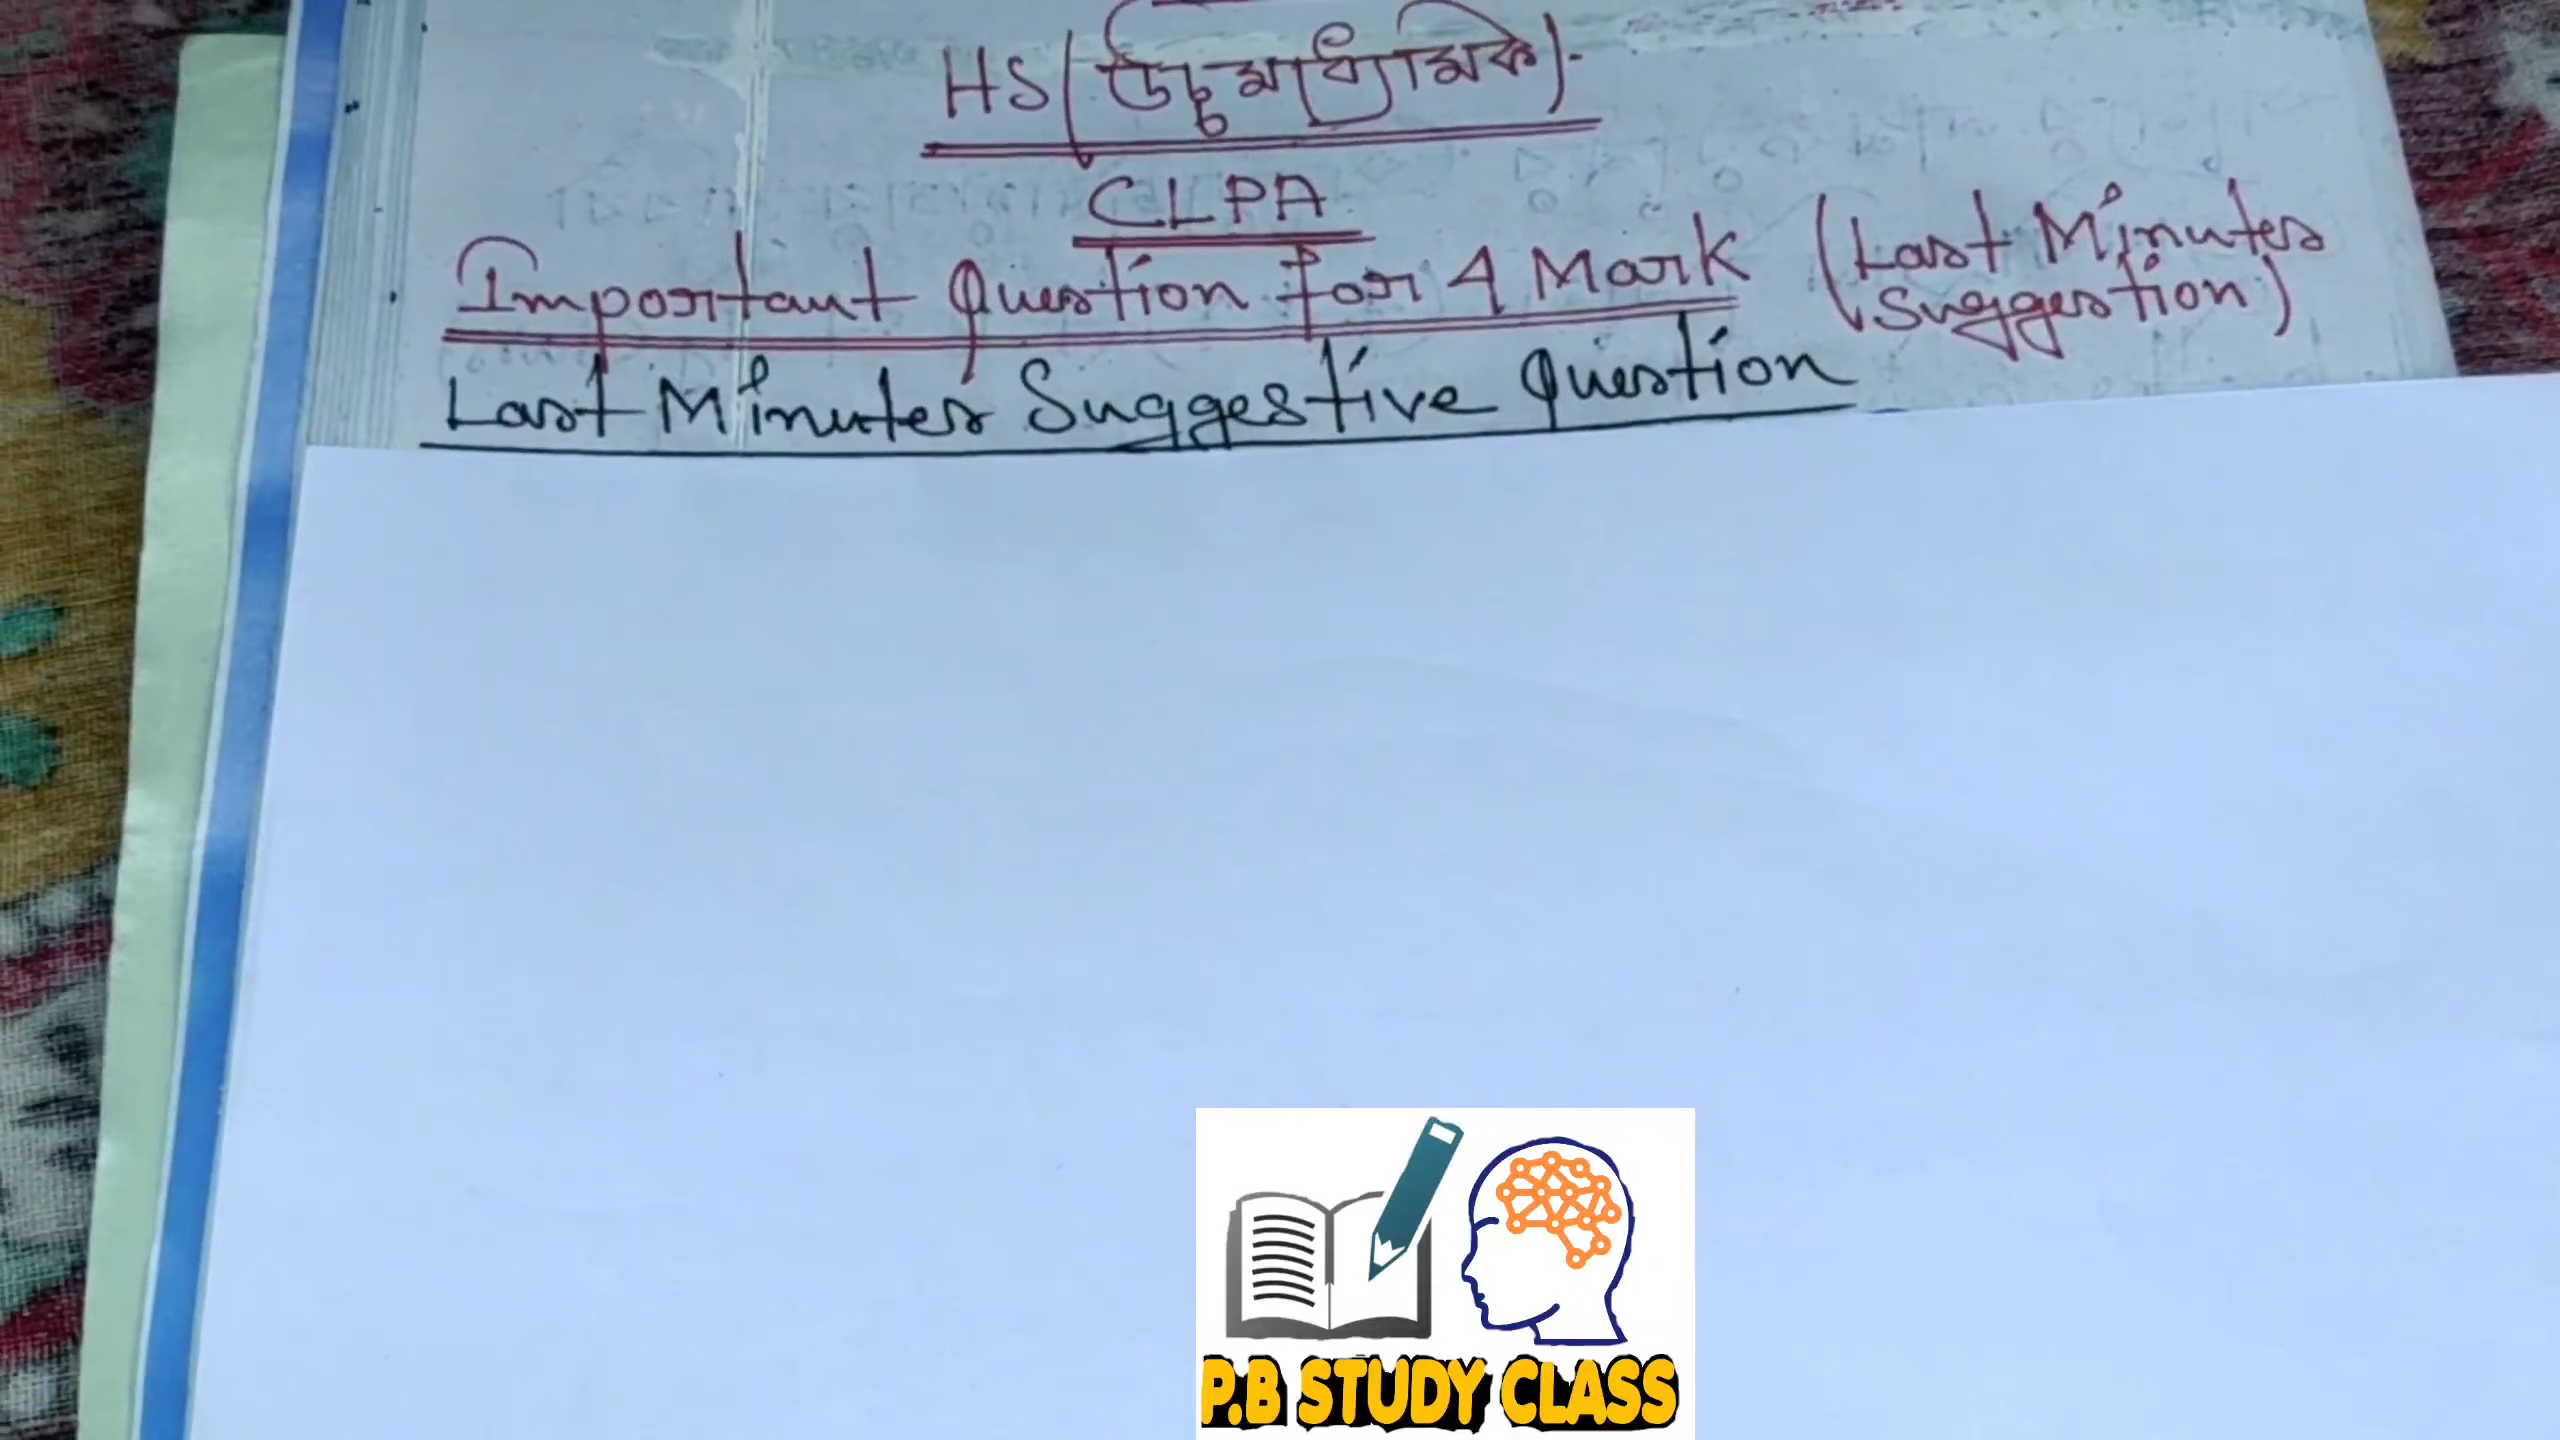 HS (উচ্চমাধ্যমিক).
CLPA
Important Question for 4 Mark (Last Minutes
Suggestion)
Last Minutes Suggestive Question
P.B STUDY CLASS